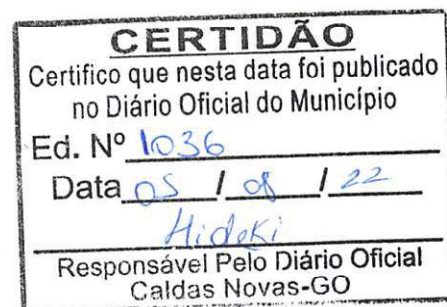 CERTIDÃO
Certifico que nesta data foi publicado
no Diário Oficial do Município
Ed. Nº 1036
Data 05 / 08 / 22
Hideki
Responsável Pelo Diário Oficial
Caldas Novas-GO